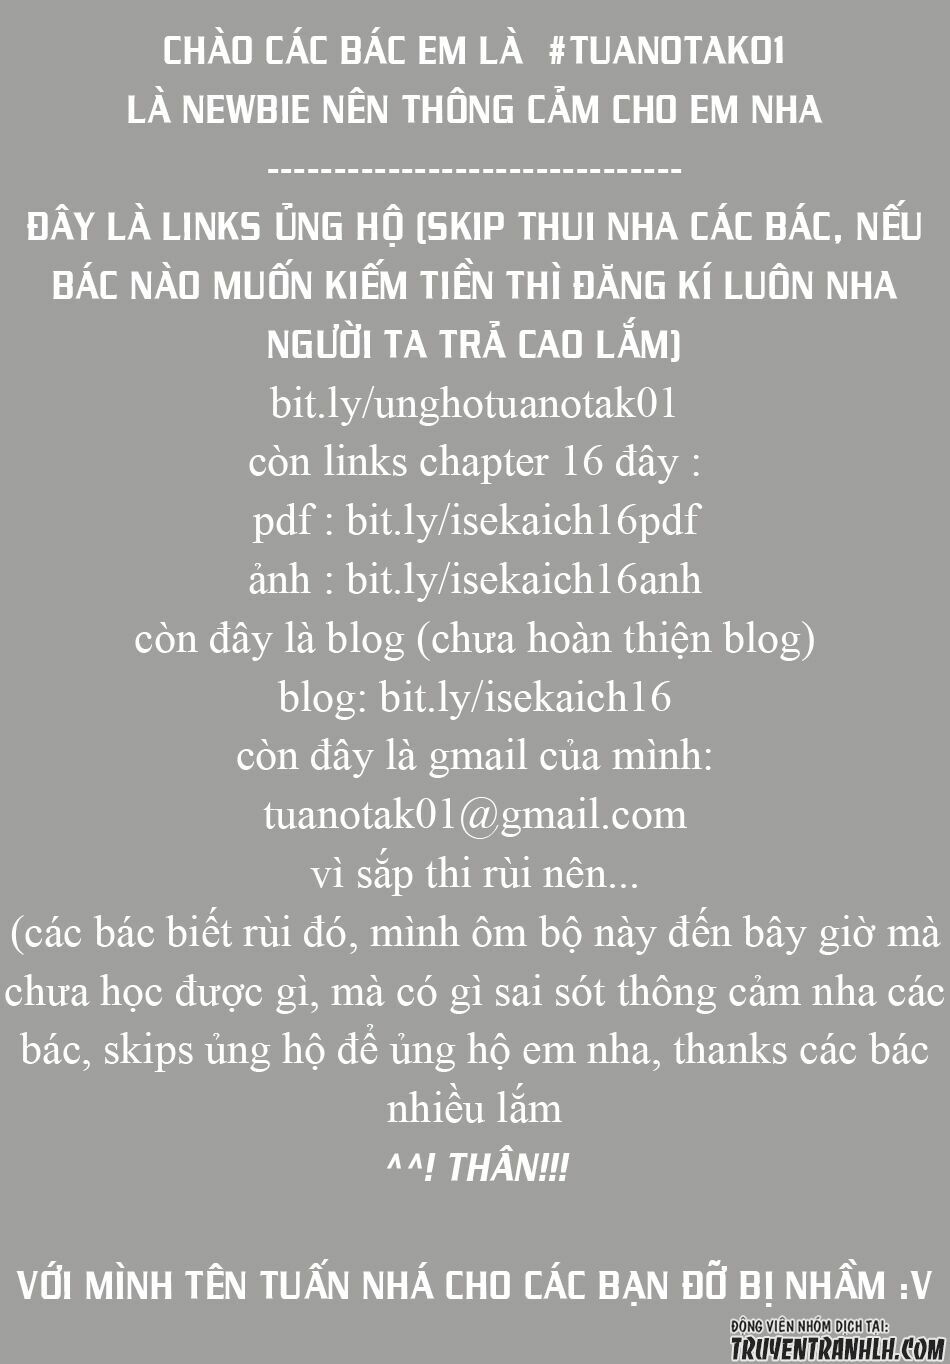 CHÀO CÁC BÁC EM LÀ #TUANOTAK01
LÀ NEWBIE NÊN THÔNG CẢM CHO EM NHA
-------------------------------
ĐÂY LÀ LINKS ỦNG HỘ (SKIP THUI NHA CÁC BÁC, NẾU
BÁC NÀO MUỐN KIẾM TIỀN THÌ ĐĂNG KÍ LUÔN NHA
NGƯỜI TA TRẢ CAO LẮM)
bit.ly/unghotuanotak01
còn links chapter 16 đây :
pdf : bit.ly/isekaich16pdf
ảnh : bit.ly/isekaich16anh
còn đây là blog (chưa hoàn thiện blog)
blog: bit.ly/isekaich16
còn đây là gmail của mình:
tuanotak01@gmail.com
vì sắp thi rùi nên...
(các bác biết rùi đó, mình ôm bộ này đến bây giờ mà
chưa học được gì, mà có gì sai sót thông cảm nha các
bác, skips ủng hộ để ủng hộ em nha, thanks các bác
nhiều lắm
^^! THÂN!!!
VỚI MÌNH TÊN TUẤN NHÁ CHO CÁC BẠN ĐỠ BỊ NHẦM :V
ĐỘNG VIÊN NHÓM DỊCH TẠI:
TRUYENTRANHLH.COM